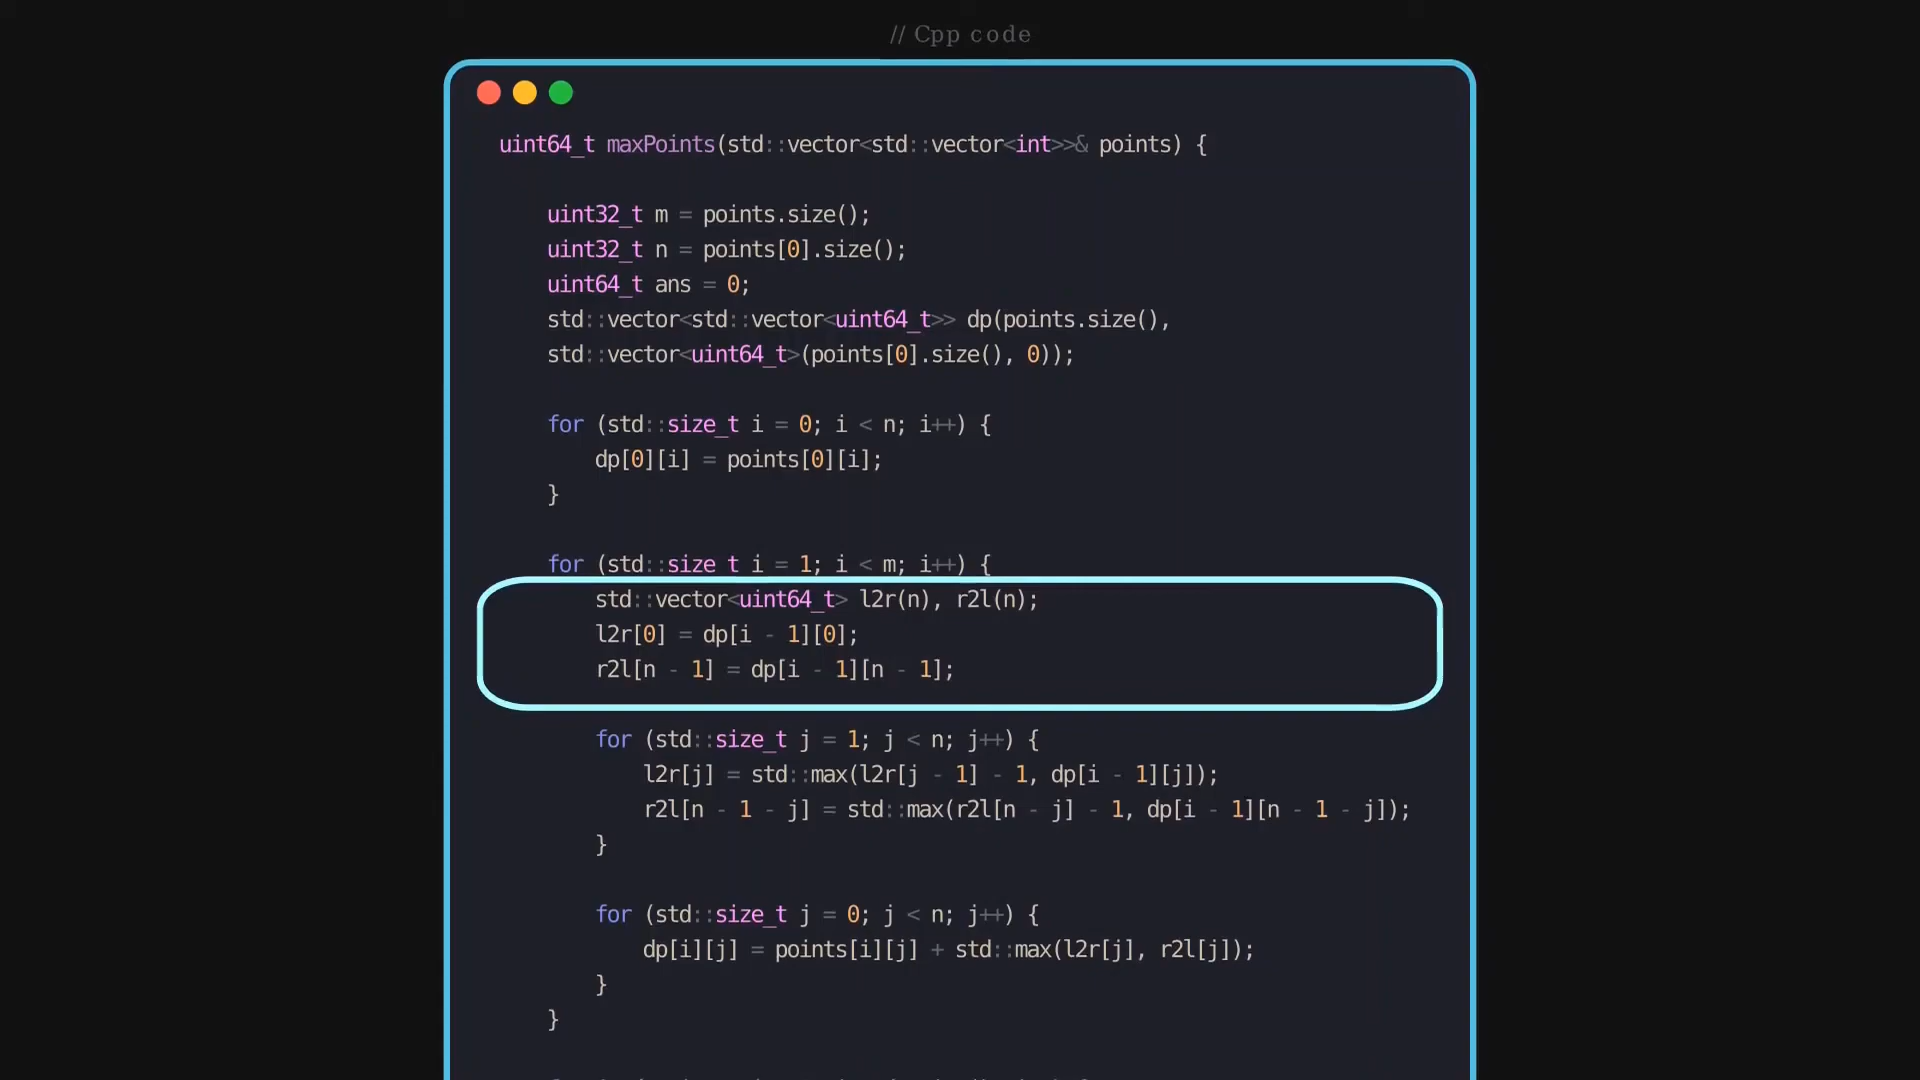 // Cpp code
uint64_t maxPoints(std::vector<std::vector<int>>& points) {
uint32_t m = points.size();
uint32_t n = points[0].size();
uint64_t ans = 0;
std::vector<std::vector<uint64_t>> dp(points.size(),
std::vector<uint64_t>(points[0].size(), 0));
for (std::size_t i = 0; i < n; i++) {
dp[0][i] = points[0][i];
}
for (std::size_t i = 1; i < m; i++) {
std::vector<uint64_t> l2r(n), r2l(n);
l2r[0] = dp[i - 1][0];
r2l[n - 1] = dp[i - 1][n - 1];
for (std::size_t j = 1; j < n; j++) {
l2r[j] = std::max(l2r[j - 1] - 1, dp[i - 1][j]);
r2l[n - 1 - j] = std::max(r2l[n - j] - 1, dp[i - 1][n - 1 - j]);
}
for (std::size_t j = 0; j < n; j++) {
dp[i][j] = points[i][j] + std::max(l2r[j], r2l[j]);
}
}